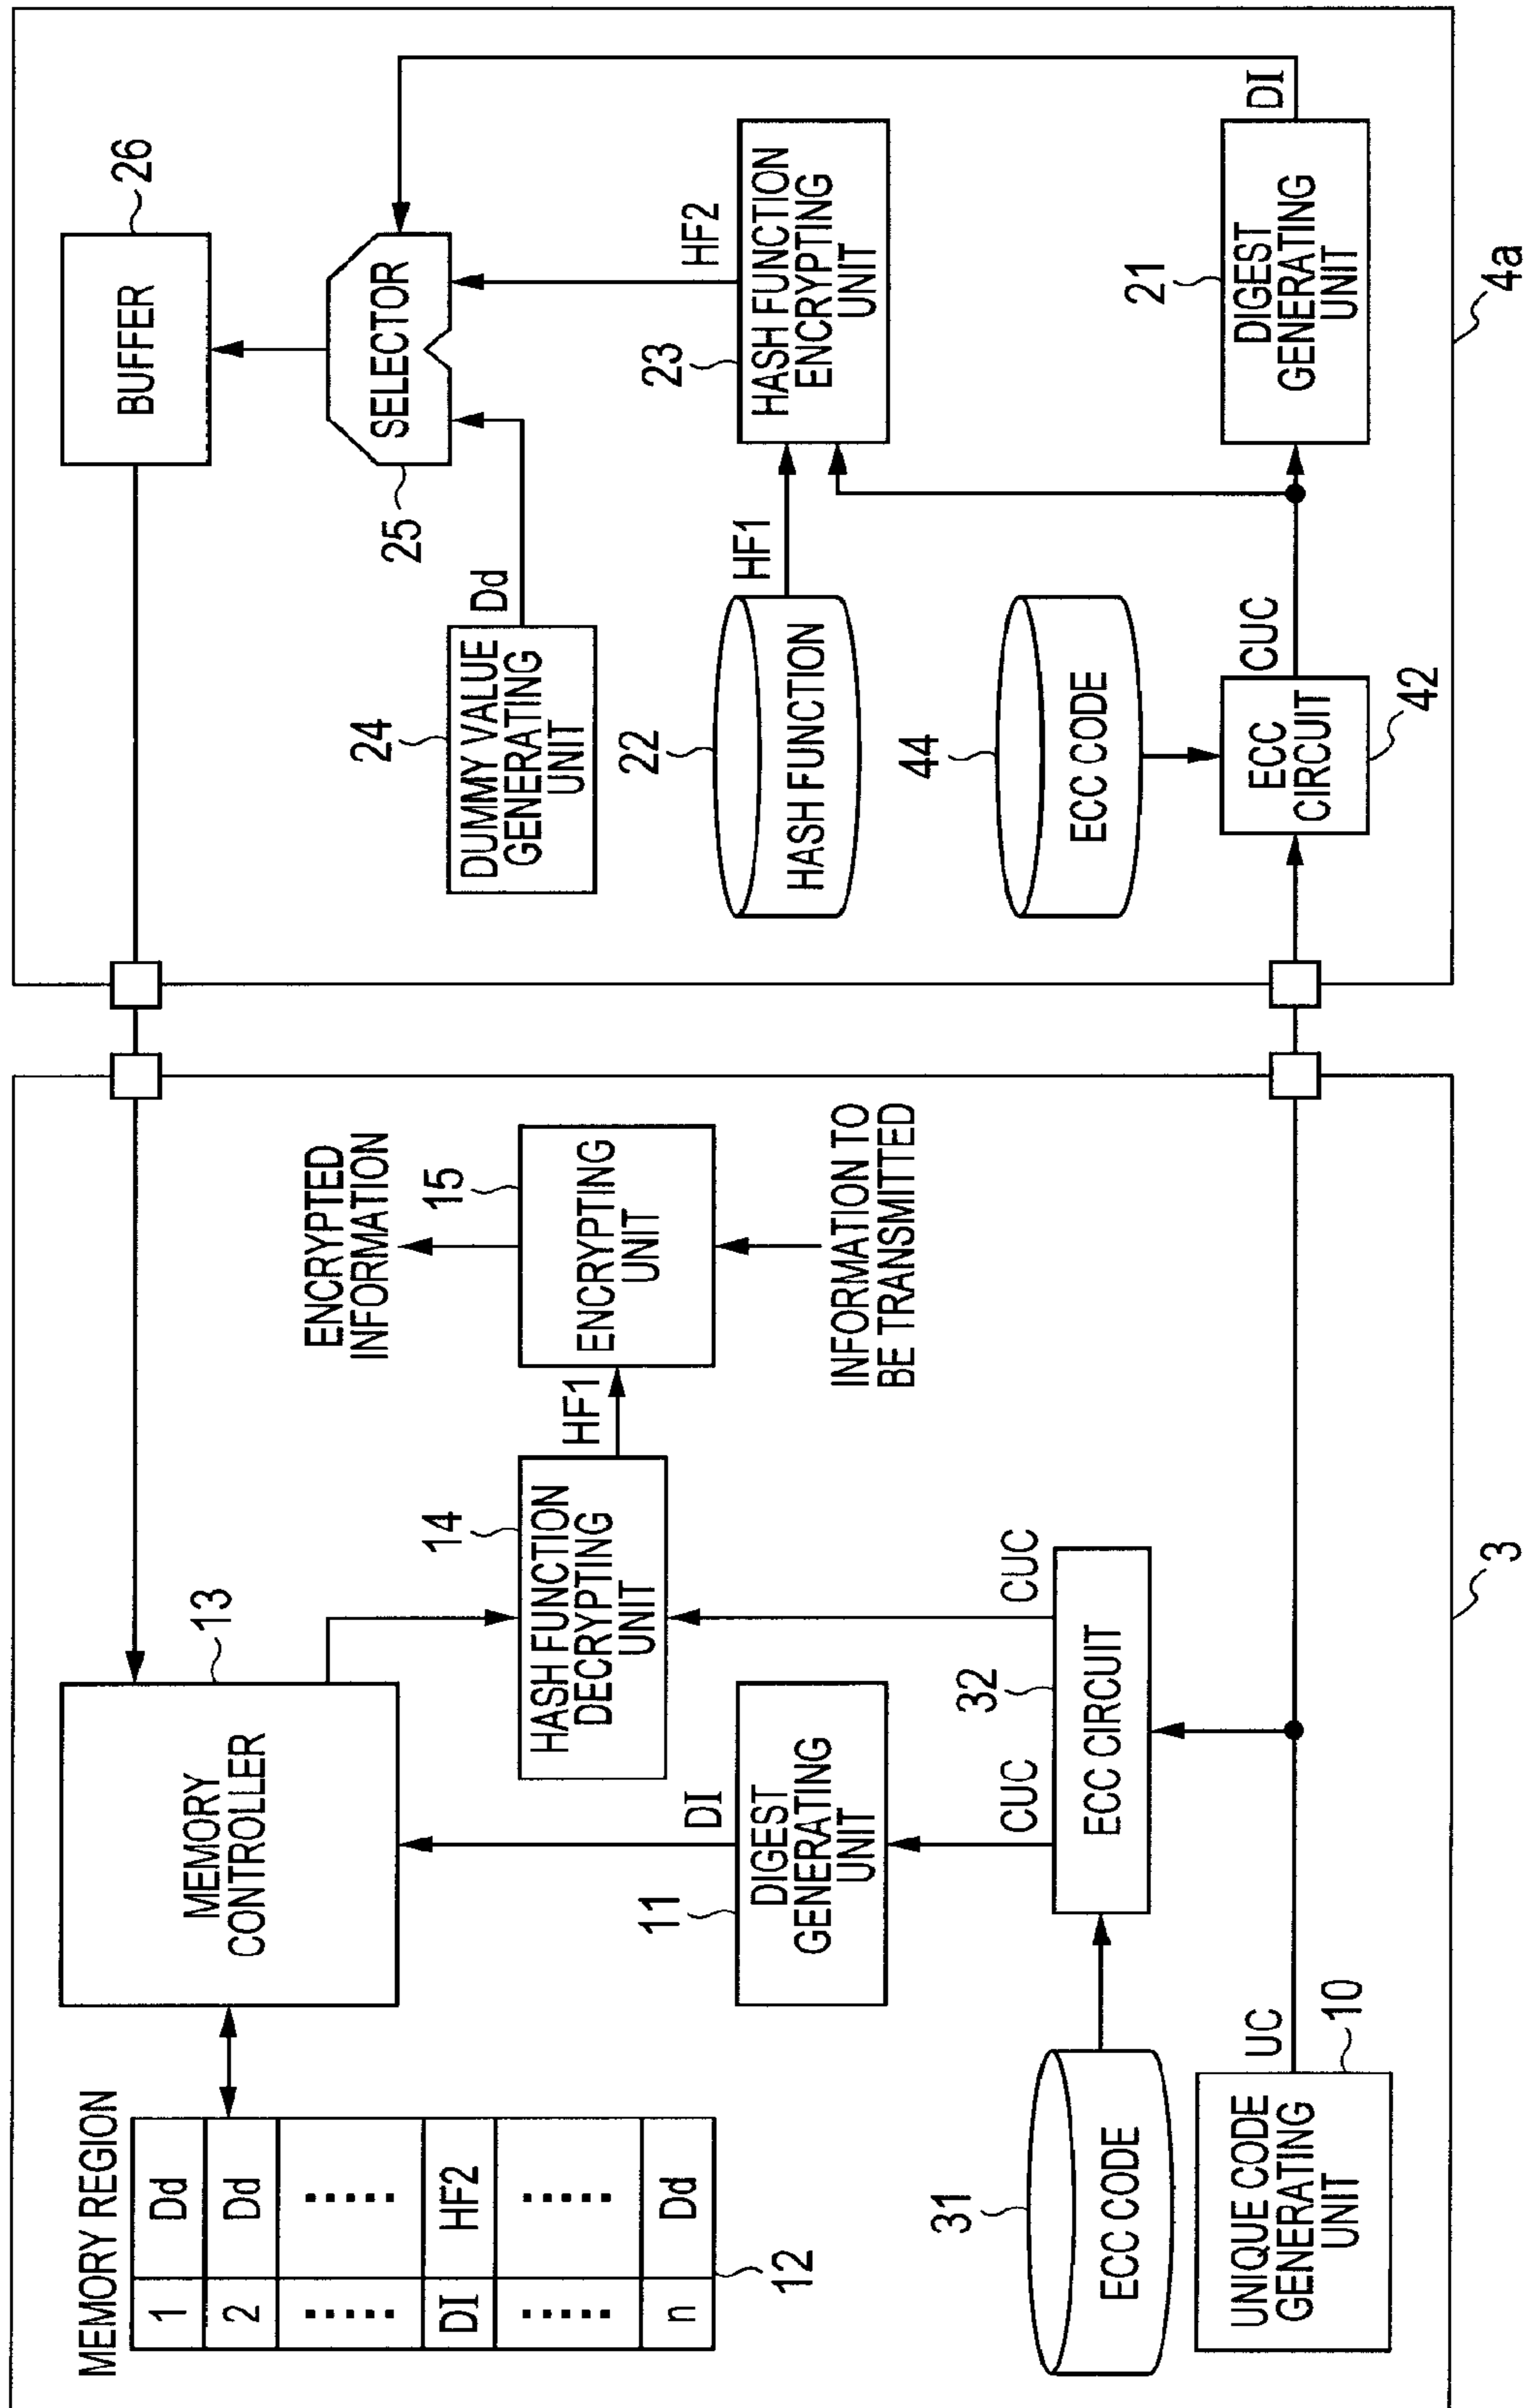 MEMORY REGION
1 Dd
2 Dd
..... .....
DI HF2
..... .....
n Dd
12
MEMORY
CONTROLLER
13
ENCRYPTED
INFORMATION
HASH FUNCTION
DECRYPTING
UNIT
14
HF1
ENCRYPTING
UNIT
15
INFORMATION TO
BE TRANSMITTED
DI
DIGEST
GENERATING
UNIT
11
CUC
CUC
ECC CIRCUIT
32
ECC CODE
31
UNIQUE CODE
GENERATING
UNIT
10
UC
3
BUFFER
26
SELECTOR
25
DUMMY VALUE
GENERATING
UNIT
24
Dd
HF2
HASH FUNCTION
22
HF1
HASH FUNCTION
ENCRYPTING
UNIT
23
ECC CODE
44
ECC
CIRCUIT
42
CUC
DIGEST
GENERATING
UNIT
21
DI
4a